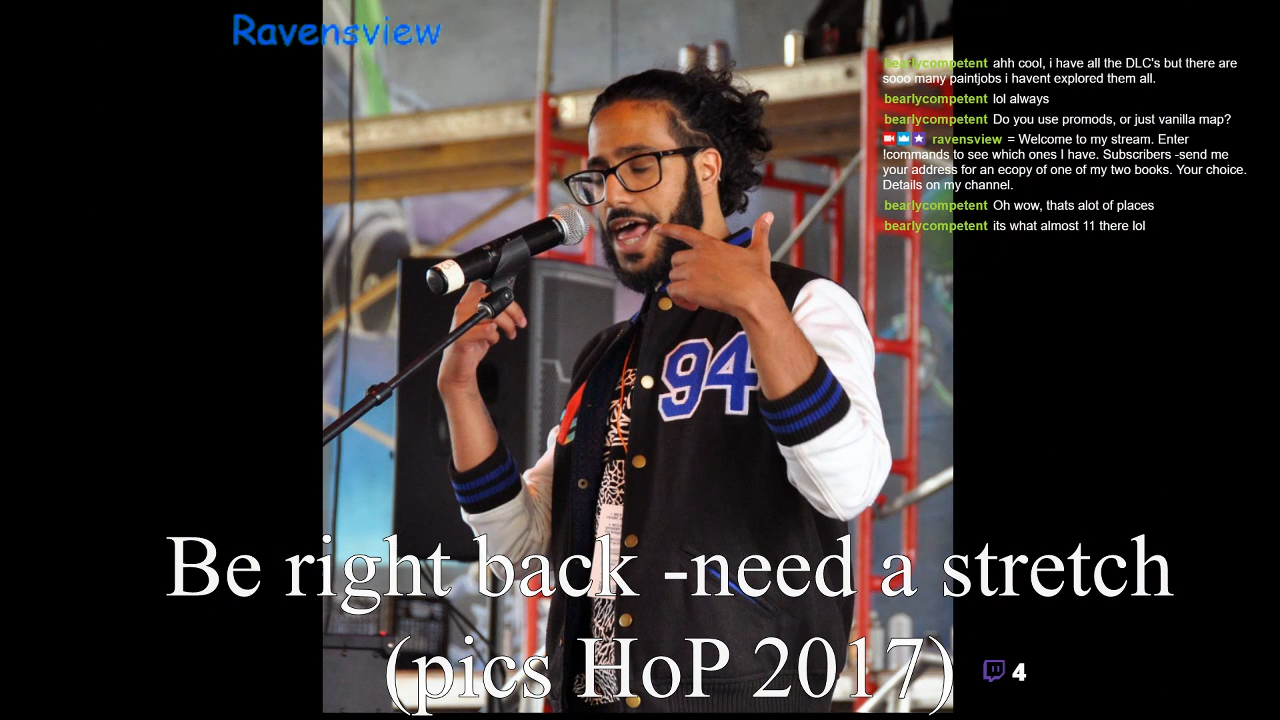 Ravensview
bearlycompetent ahh cool, i have all the DLC's but there are
sooo many paintjobs i havent explored them all.
bearlycompetent lol always
bearlycompetent Do you use promods, or just vanilla map?
ravensview = Welcome to my stream. Enter
!commands to see which ones I have. Subscribers -send me
your address for an ecopy of one of my two books. Your choice.
Details on my channel.
bearlycompetent Oh wow, thats alot of places
bearlycompetent its what almost 11 there lol
94
Be right back -need a stretch
(pics HoP 2017)
4